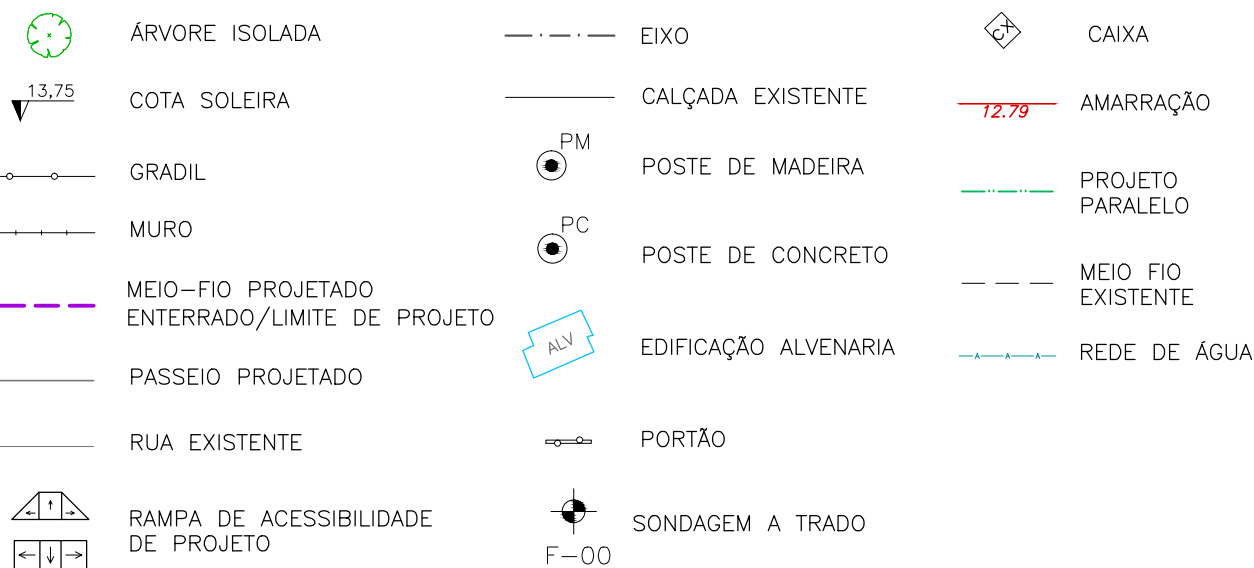 ÁRVORE ISOLADA
13,75
COTA SOLEIRA
GRADIL
MURO
MEIO-FIO PROJETADO
ENTERRADO/LIMITE DE PROJETO
PASSEIO PROJETADO
RUA EXISTENTE
RAMPA DE ACESSIBILIDADE
DE PROJETO
EIXO
CALÇADA EXISTENTE
PM
POSTE DE MADEIRA
PC
POSTE DE CONCRETO
ALV
EDIFICAÇÃO ALVENARIA
PORTÃO
SONDAGEM A TRADO
F-00
CX
CAIXA
12.79
AMARRAÇÃO
PROJETO
PARALELO
MEIO FIO
EXISTENTE
A A A
REDE DE ÁGUA